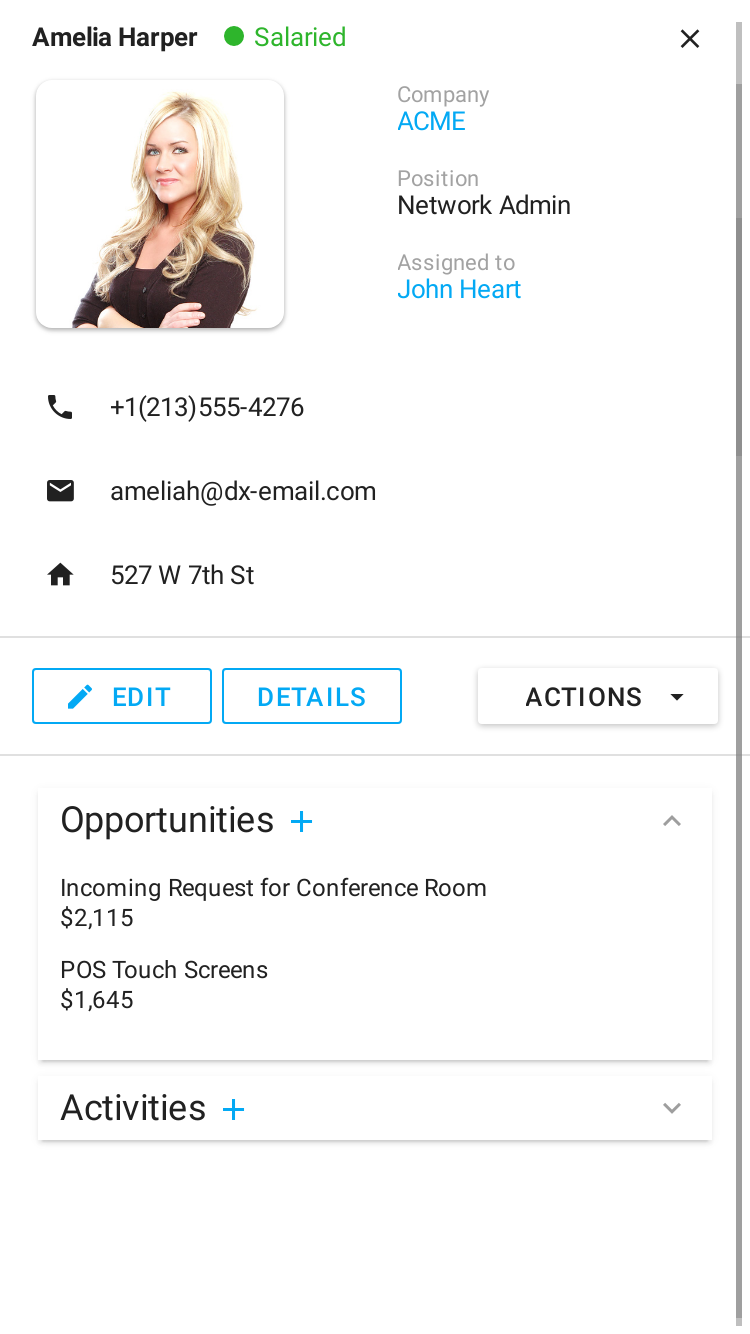 Amelia Harper Salaried
Company
ACME
Position
Network Admin
Assigned to
John Heart
+1(213)555-4276
ameliah@dx-email.com
527 W 7th St
EDIT DETAILS ACTIONS
Opportunities +
Incoming Request for Conference Room
$2,115
POS Touch Screens
$1,645
Activities +